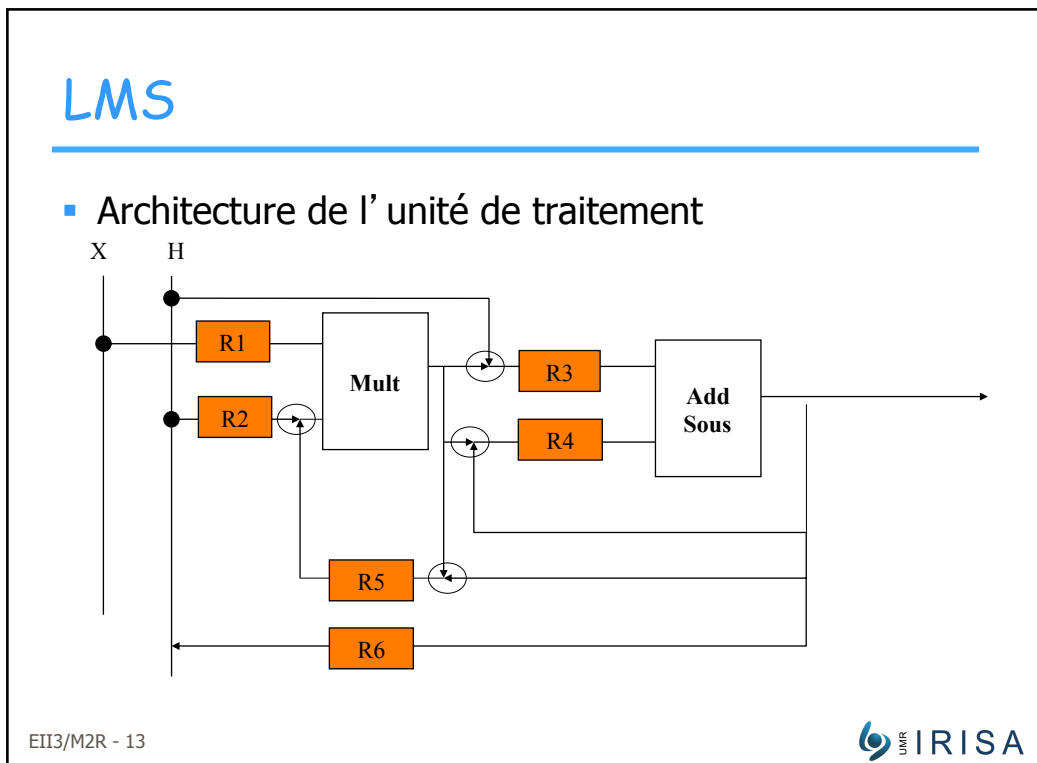 LMS
▪ Architecture de l’ unité de traitement
X H
R1
Mult
R2
R3
R4
Add
Sous
R5
R6
EII3/M2R - 13
UMR IRISA